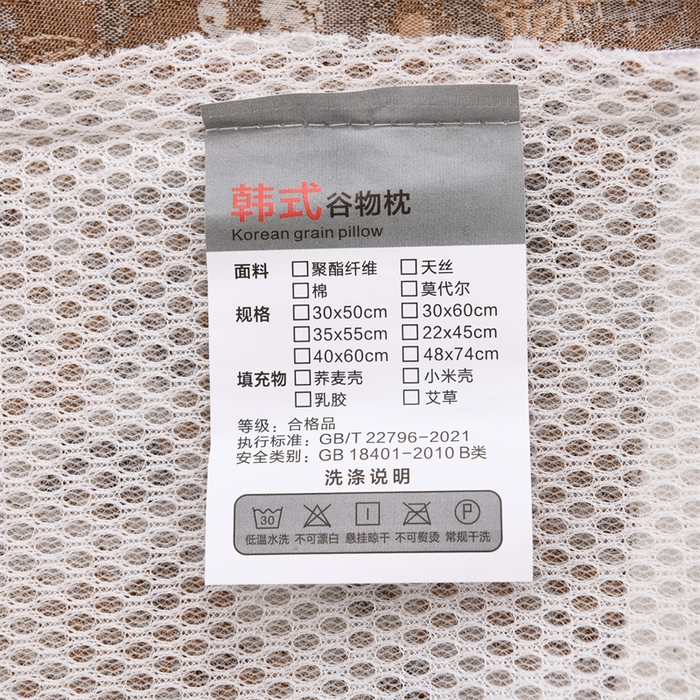 韩式谷物枕
Korean grain pillow
面料 □聚酯纤维 □天丝
□棉 □莫代尔
规格 □30x50cm □30x60cm
□35x55cm □22x45cm
□40x60cm □48x74cm
填充物 □荞麦壳 □小米壳
□乳胶 □艾草
等级：合格品
执行标准：GB/T 22796-2021
安全类别：GB 18401-2010 B类
洗涤说明
30 P
低温水洗 不可漂白 悬挂晾干 不可熨烫 常规干洗